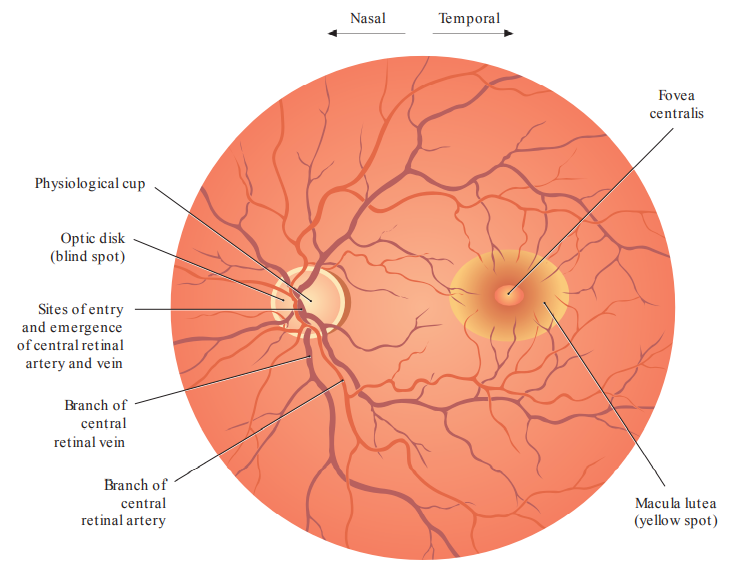 Nasal
Temporal
Fovea
centralis
Physiological cup
Optic disk
(blind spot)
Sites of entry
and emergence
of central retinal
artery and vein
Branch of
central
retinal vein
Branch of
central
retinal artery
Macula lutea
(yellow spot)